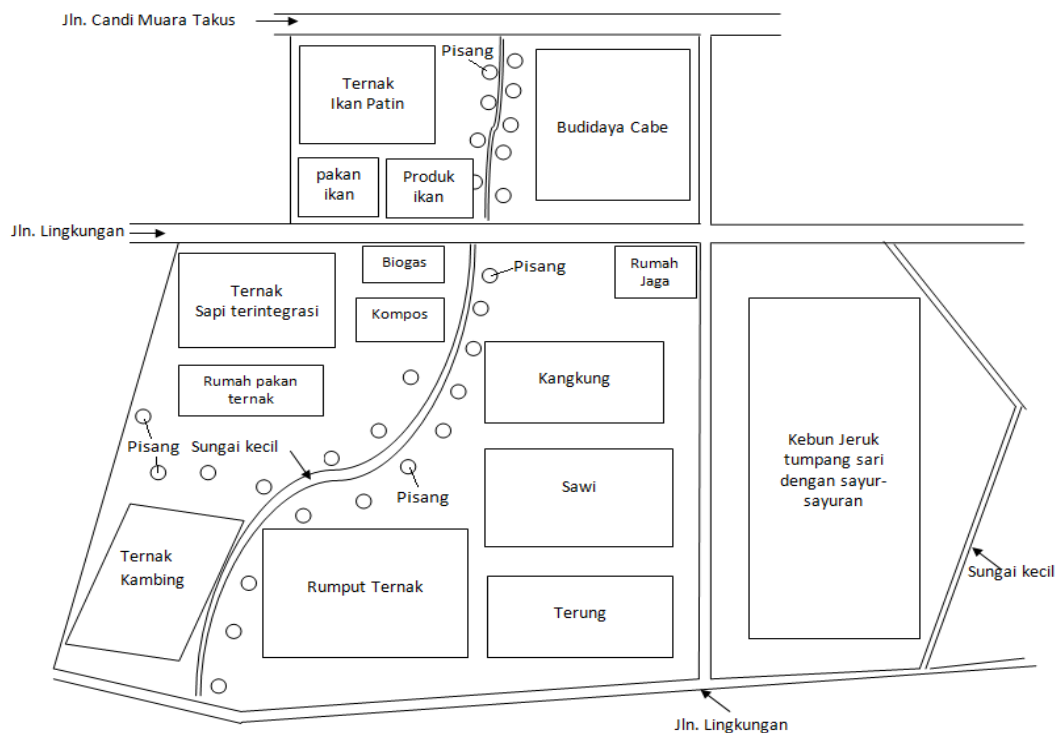 Jln. Candi Muara Takus
Pisang
Ternak
Ikan Patin
Budidaya Cabe
pakan
ikan
Produk
ikan
Jln. Lingkungan
Biogas
Pisang
Rumah
Jaga
Ternak
Sapi terintegrasi
Kompos
Kangkung
Rumah pakan
ternak
Pisang
Sungai kecil
Pisang
Kebun Jeruk
tumpang sari
dengan sayur-
sayuran
Sawi
Ternak
Kambing
Rumput Ternak
Terung
Sungai kecil
Jln. Lingkungan